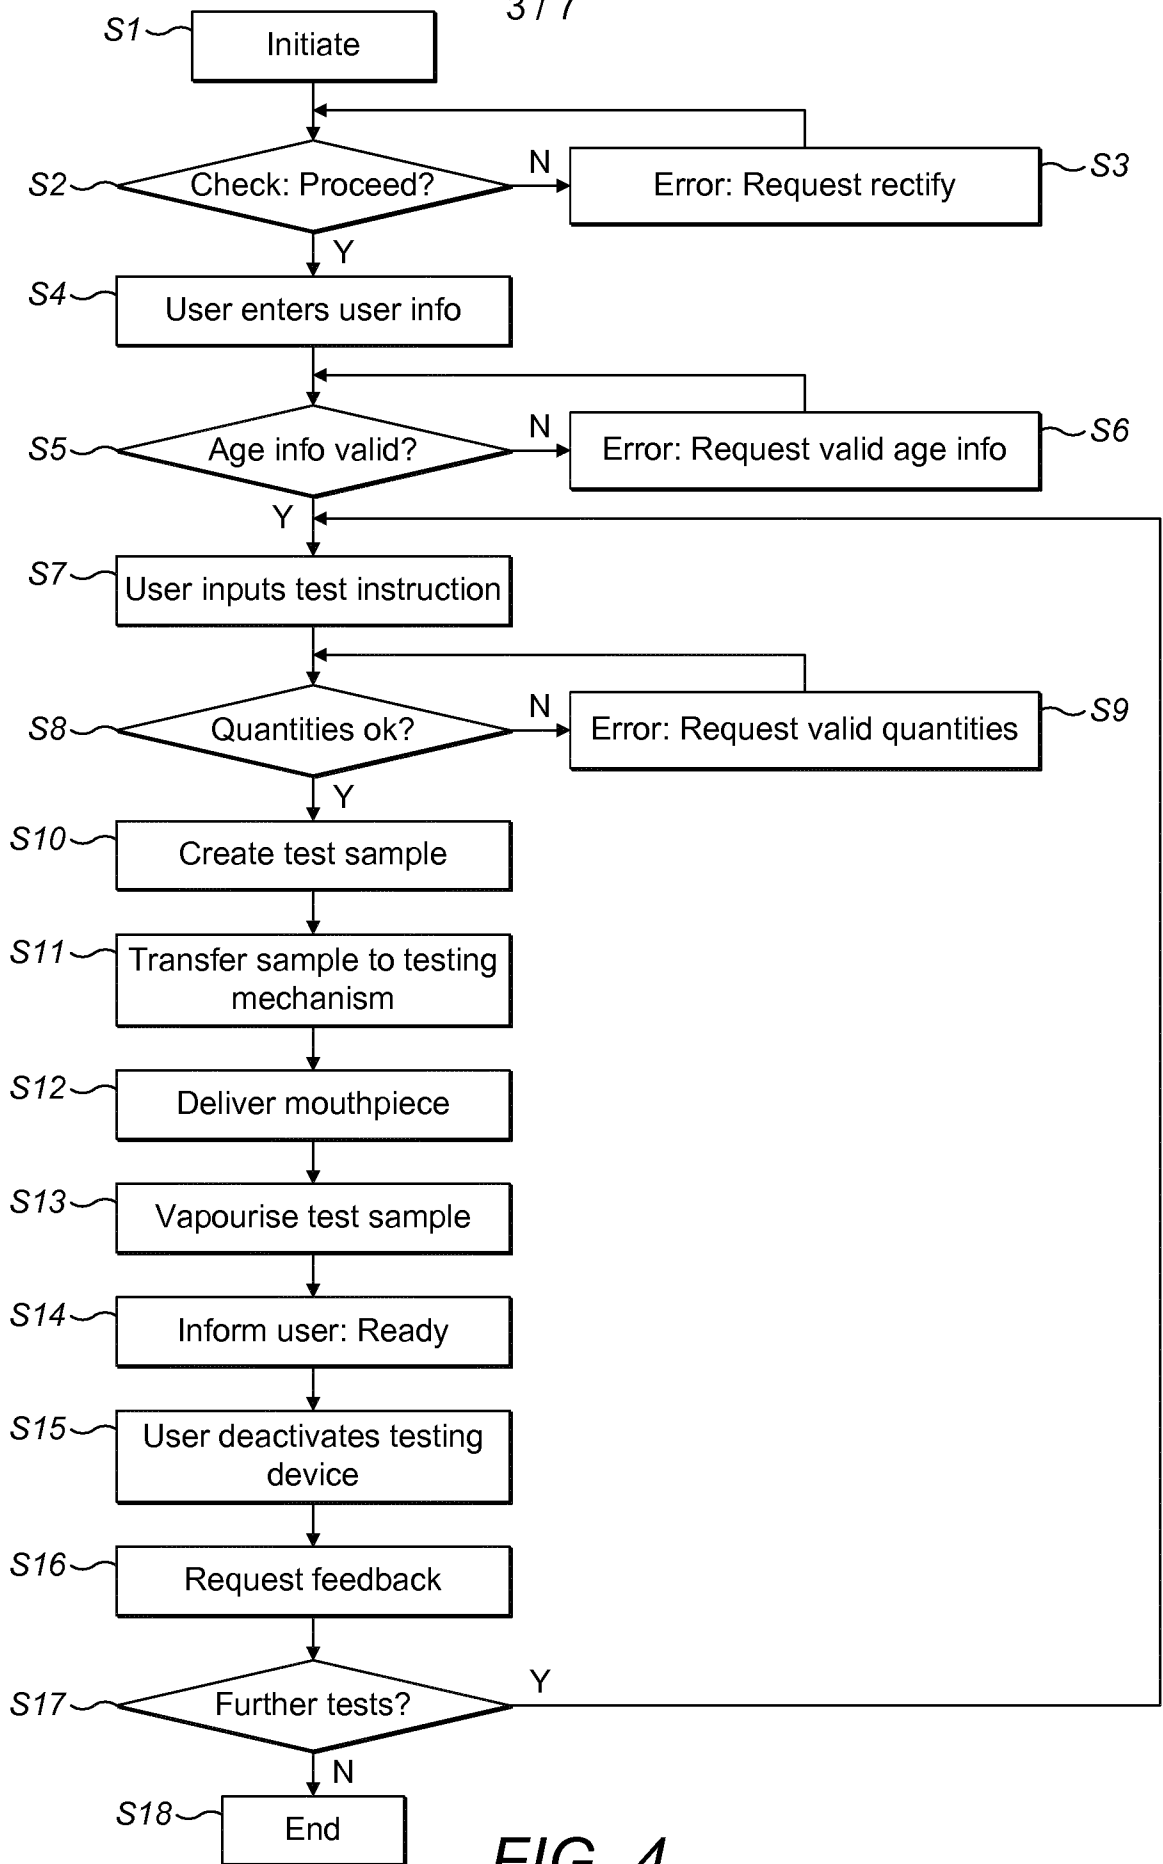 3 / 7
S1
Initiate
S2
Check: Proceed?
N
Error: Request rectify
S3
Y
S4
User enters user info
S5
Age info valid?
N
Error: Request valid age info
S6
Y
S7
User inputs test instruction
S8
Quantities ok?
N
Error: Request valid quantities
S9
Y
S10
Create test sample
S11
Transfer sample to testing
mechanism
S12
Deliver mouthpiece
S13
Vapourise test sample
S14
Inform user: Ready
S15
User deactivates testing
device
S16
Request feedback
S17
Further tests?
Y
N
S18
End
FIG. 4